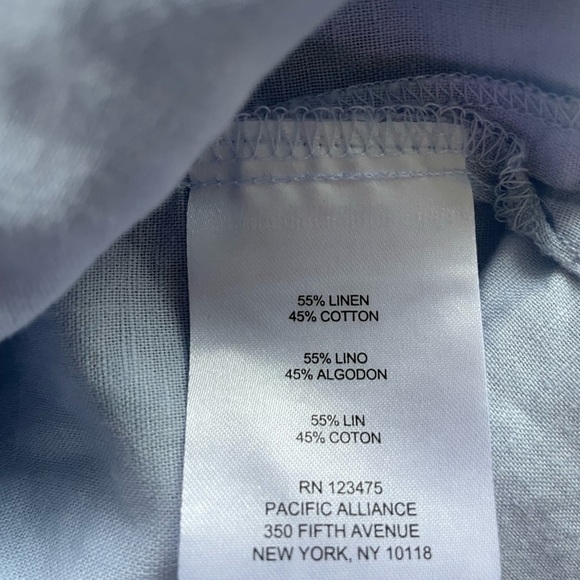 55% LINEN
45% COTTON
55% LINO
45% ALGODON
55% LIN
45% COTON
RN 123475
PACIFIC ALLIANCE
350 FIFTH AVENUE
NEW YORK, NY 10118